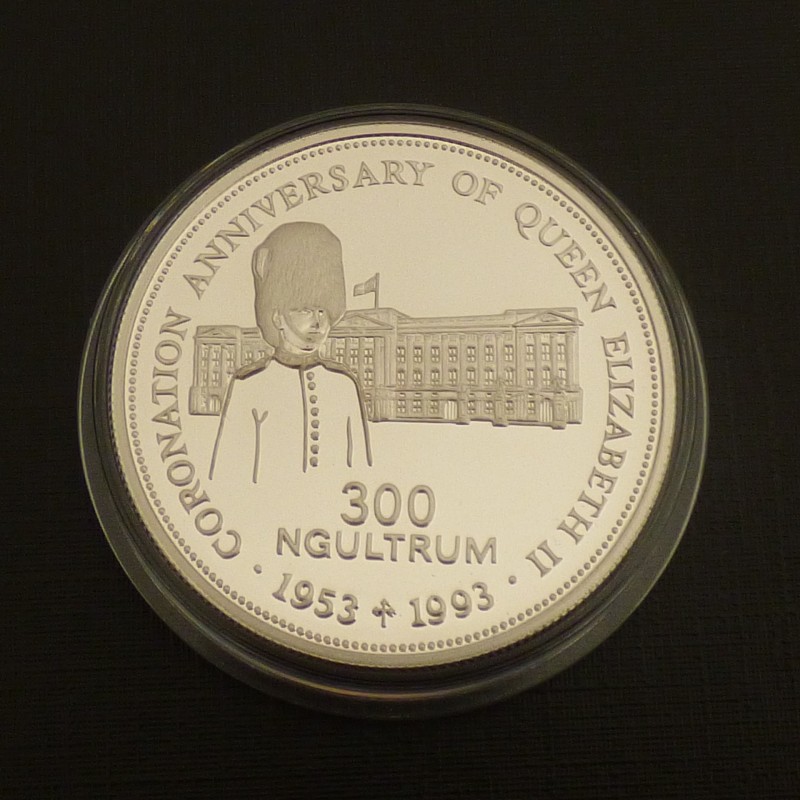 CORONATION ANNIVERSARY OF QUEEN ELIZABETH II
300
NGULTRUM
· 1953 1993 ·